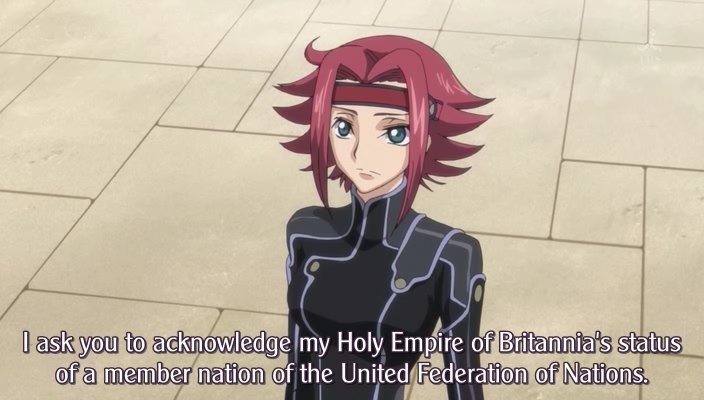 I ask you to acknowledge my Holy Empire of Britannia's status
of a member nation of the United Federation of Nations.